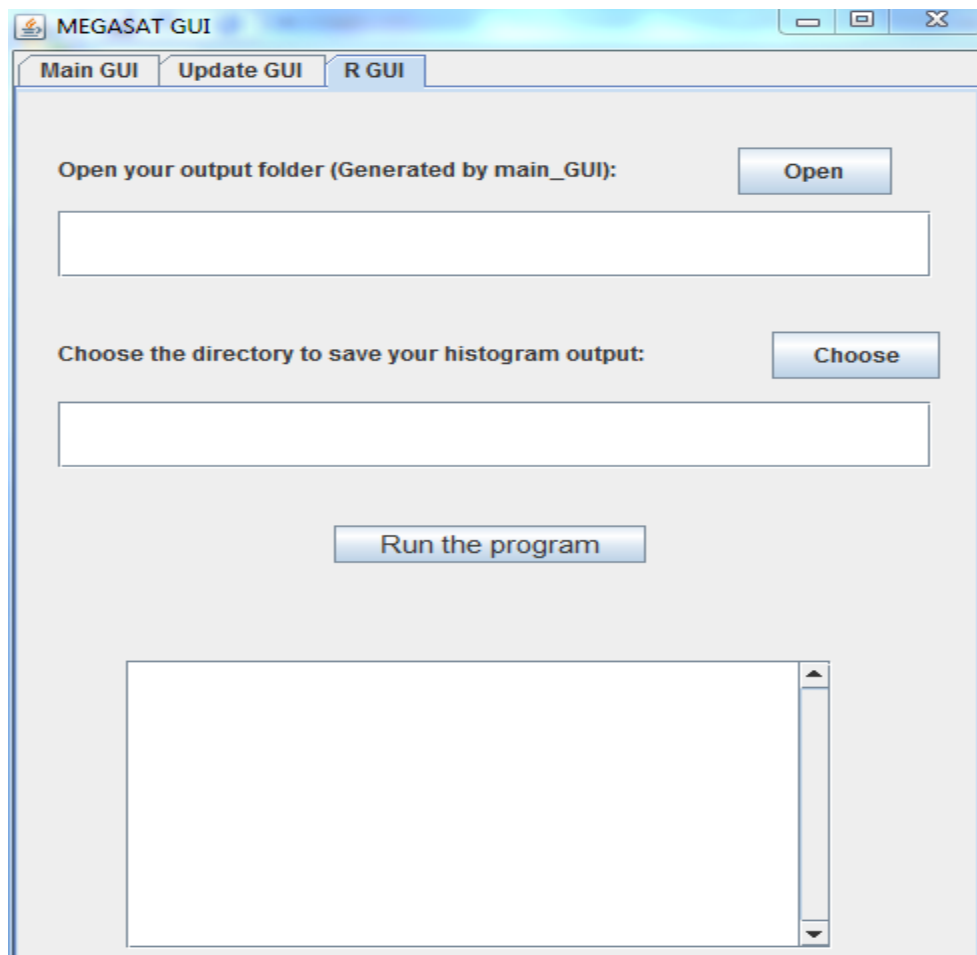 MEGASAT GUI
Main GUI Update GUI R GUI
Open your output folder (Generated by main_GUI): Open
Choose the directory to save your histogram output: Choose
Run the program